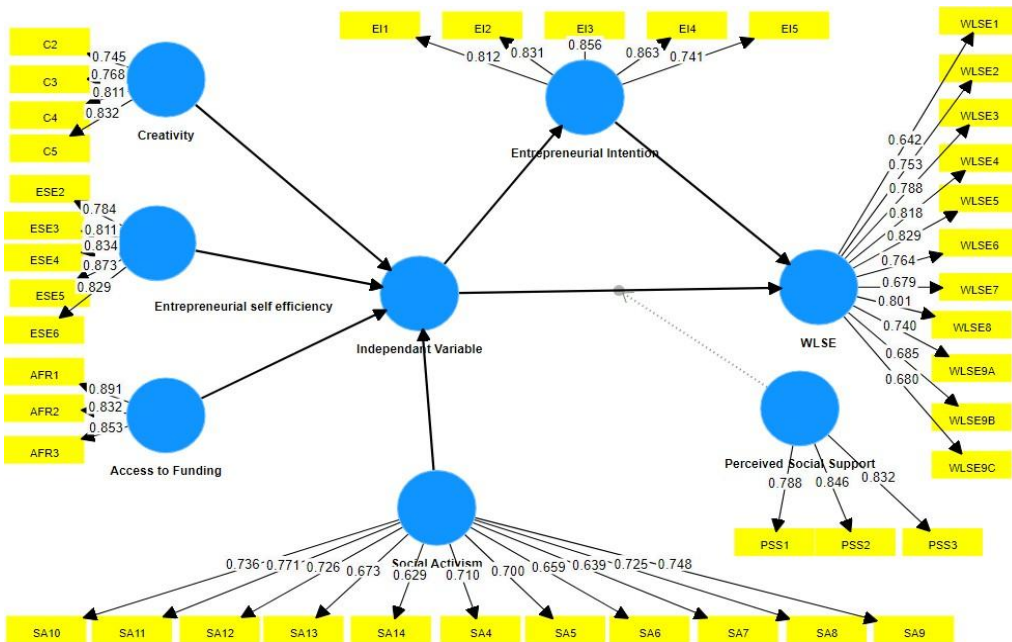 EI1
EI2
EI3
EI4
EI5
0.812
0.831
0.856
0.863
0.741
C2
C3
C4
C5
0.745
0.768
0.811
0.832
Creativity
Entrepreneurial Intention
WLSE1
WLSE2
WLSE3
WLSE4
WLSE5
WLSE6
WLSE7
WLSE8
WLSE9A
WLSE9B
WLSE9C
0.642
0.753
0.788
0.818
0.829
0.764
0.679
0.801
0.740
0.685
0.680
WLSE
ESE2
ESE3
ESE4
ESE5
ESE6
0.784
0.811
0.834
0.873
0.829
Entrepreneurial self efficiency
Independant Variable
AFR1
AFR2
AFR3
0.891
0.832
0.853
Access to Funding
Perceived Social Support
0.788
0.846
0.832
PSS1
PSS2
PSS3
Social Activism
0.736
0.771
0.726
0.673
0.629
0.710
0.700
0.659
0.639
0.725
0.748
SA10
SA11
SA12
SA13
SA14
SA4
SA5
SA6
SA7
SA8
SA9